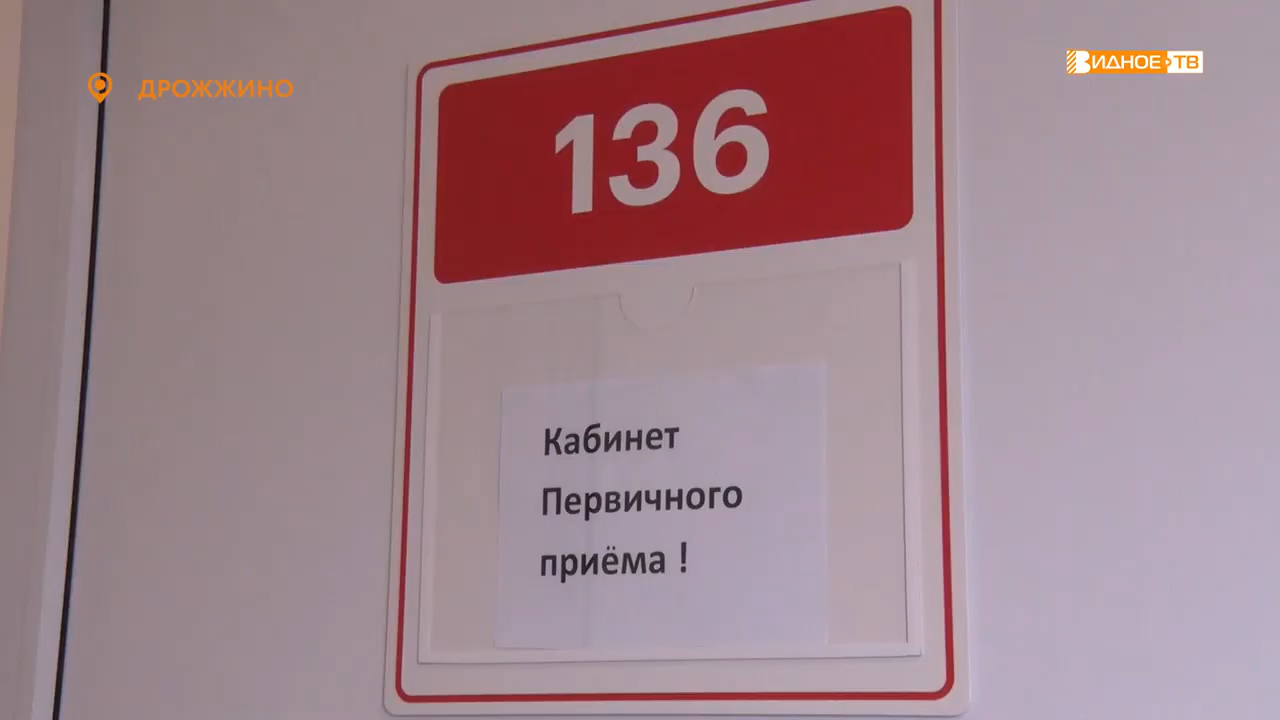 ДРОЖЖИНО
ВИДНОЕ ТВ
136
Кабинет
Первичного
приёма !